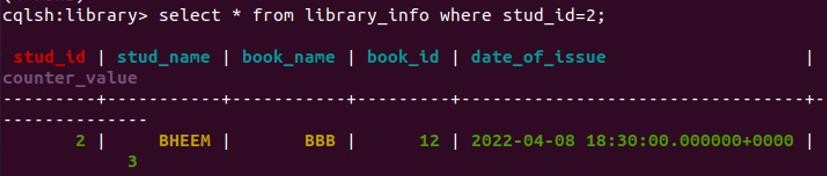 cqlsh:library> select * from library_info where stud_id=2;
stud_id | stud_name | book_name | book_id | date_of_issue |
counter_value
---------+-----------+-----------+---------+---------------------------------+-
--------------
2 | BHEEM | BBB | 12 | 2022-04-08 18:30:00.000000+0000 |
3